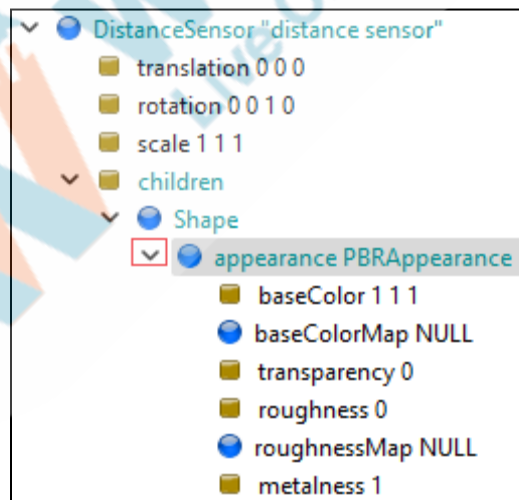 DistanceSensor "distance sensor"
translation 0 0 0
rotation 0 0 1 0
scale 1 1 1
children
Shape
appearance PBRAppearance
baseColor 1 1 1
baseColorMap NULL
transparency 0
roughness 0
roughnessMap NULL
metalness 1